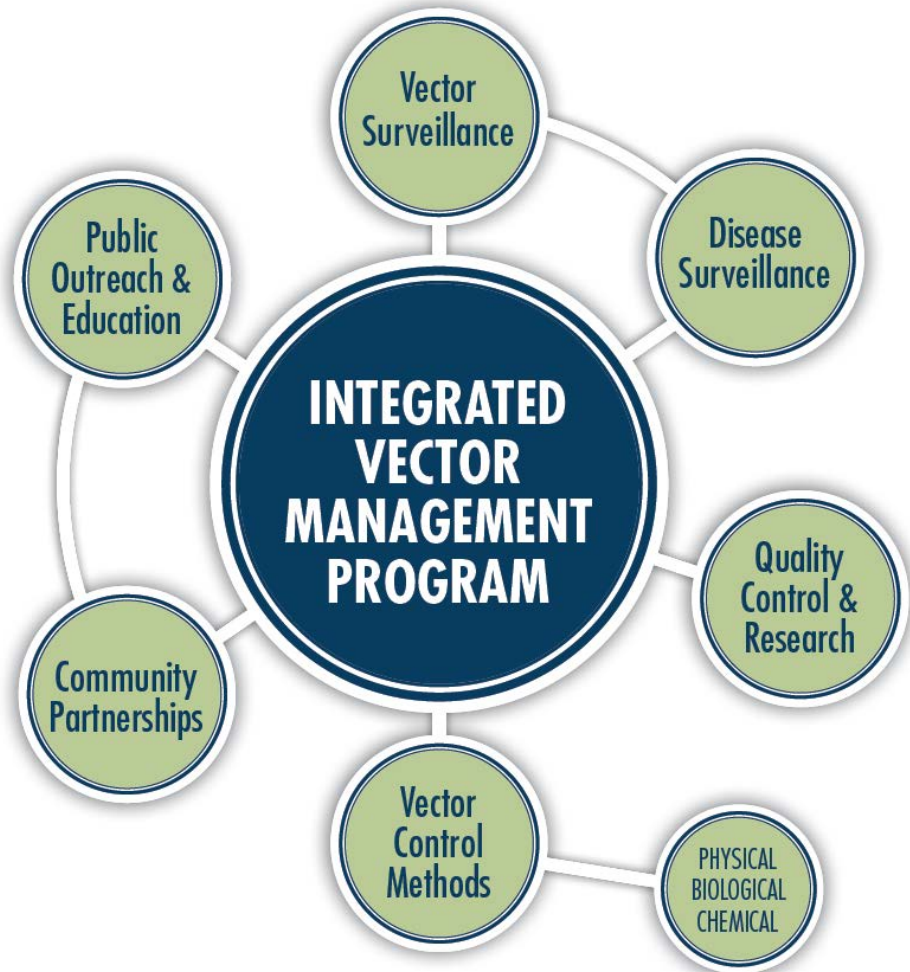 Vector
Surveillance
Disease
Surveillance
Public
Outreach &
Education
INTEGRATED
VECTOR
MANAGEMENT
PROGRAM
Quality
Control &
Research
Community
Partnerships
Vector
Control
Methods
PHYSICAL
BIOLOGICAL
CHEMICAL